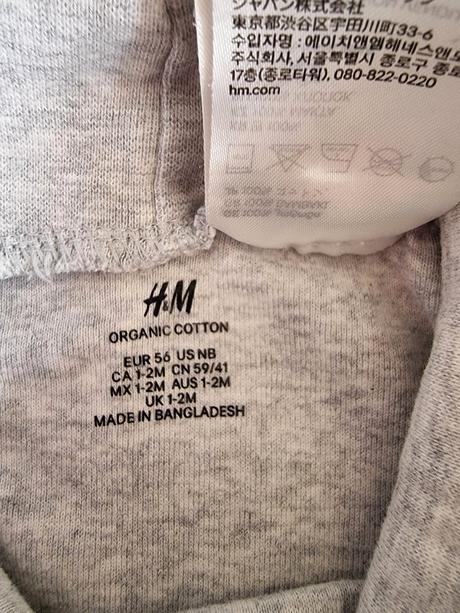 ジャパン株式会社
東京都渋谷区宇田川町33-6
수입자명 : 에이치앤엠헤네스앤모
주식회사, 서울특별시 종로구 종로
17층(종로타워), 080-822-0220
hm.com
H&M
ORGANIC COTTON
EUR 56 US NB
CA 1-2M CN 59/41
MX 1-2M AUS 1-2M
UK 1-2M
MADE IN BANGLADESH